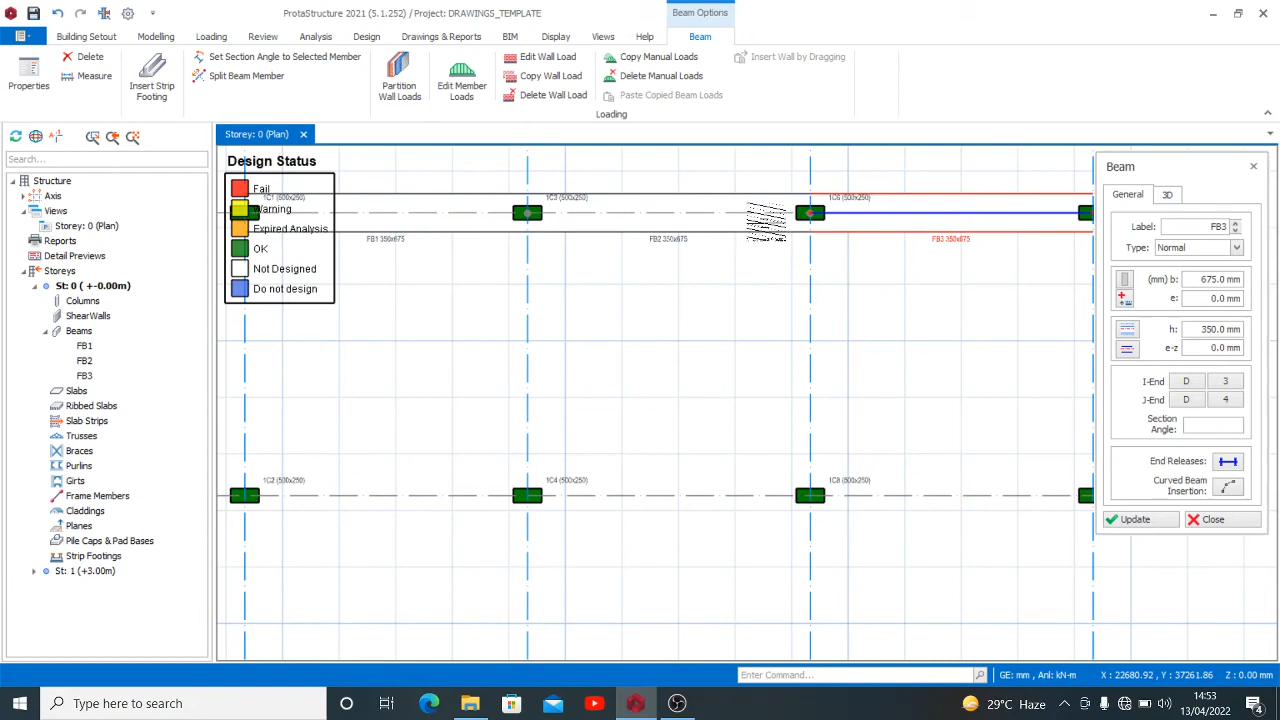 ProtaStructure 2021 (5.1.252) / Project: DRAWINGS_TEMPLATE
Beam Options
Building Setout
Modelling
Loading
Review
Analysis
Design
Drawings & Reports
BIM
Display
Views
Help
Beam
Properties
Delete
Measure
Insert Strip Footing
Set Section Angle to Selected Member
Split Beam Member
Partition Wall Loads
Edit Member Loads
Edit Wall Load
Copy Wall Load
Delete Wall Load
Copy Manual Loads
Delete Manual Loads
Paste Copied Beam Loads
Insert Wall by Dragging
Loading
Storey: 0 (Plan)
Search...
Structure
Axis
Views
Storey: 0 (Plan)
Reports
Detail Previews
Storeys
St: 0 ( +-0.00m)
Columns
ShearWalls
Beams
FB1
FB2
FB3
Slabs
Ribbed Slabs
Slab Strips
Trusses
Braces
Purlins
Girts
Frame Members
Claddings
Planes
Pile Caps & Pad Bases
Strip Footings
St: 1 (+3.00m)
Design Status
Fail
Warning
Expired Analysis
OK
Not Designed
Do not design
1C1 (500x250)
1C3 (500x250)
FB1 350x675
FB2 350x675
FB3 350x675
1C2 (500x250)
1C4 (500x250)
Beam
General
3D
Label: FB3
Type: Normal
(mm) b: 675.0 mm
e: 0.0 mm
h: 350.0 mm
e-z 0.0 mm
I-End D 3
J-End D 4
Section Angle:
End Releases:
Curved Beam Insertion:
Update
Close
Enter Command...
GE: mm , Anl: kN-m
X : 22680.92 , Y : 37261.86
Z : 0.00 mm
Type here to search
29°C Haze
14:53
13/04/2022
4